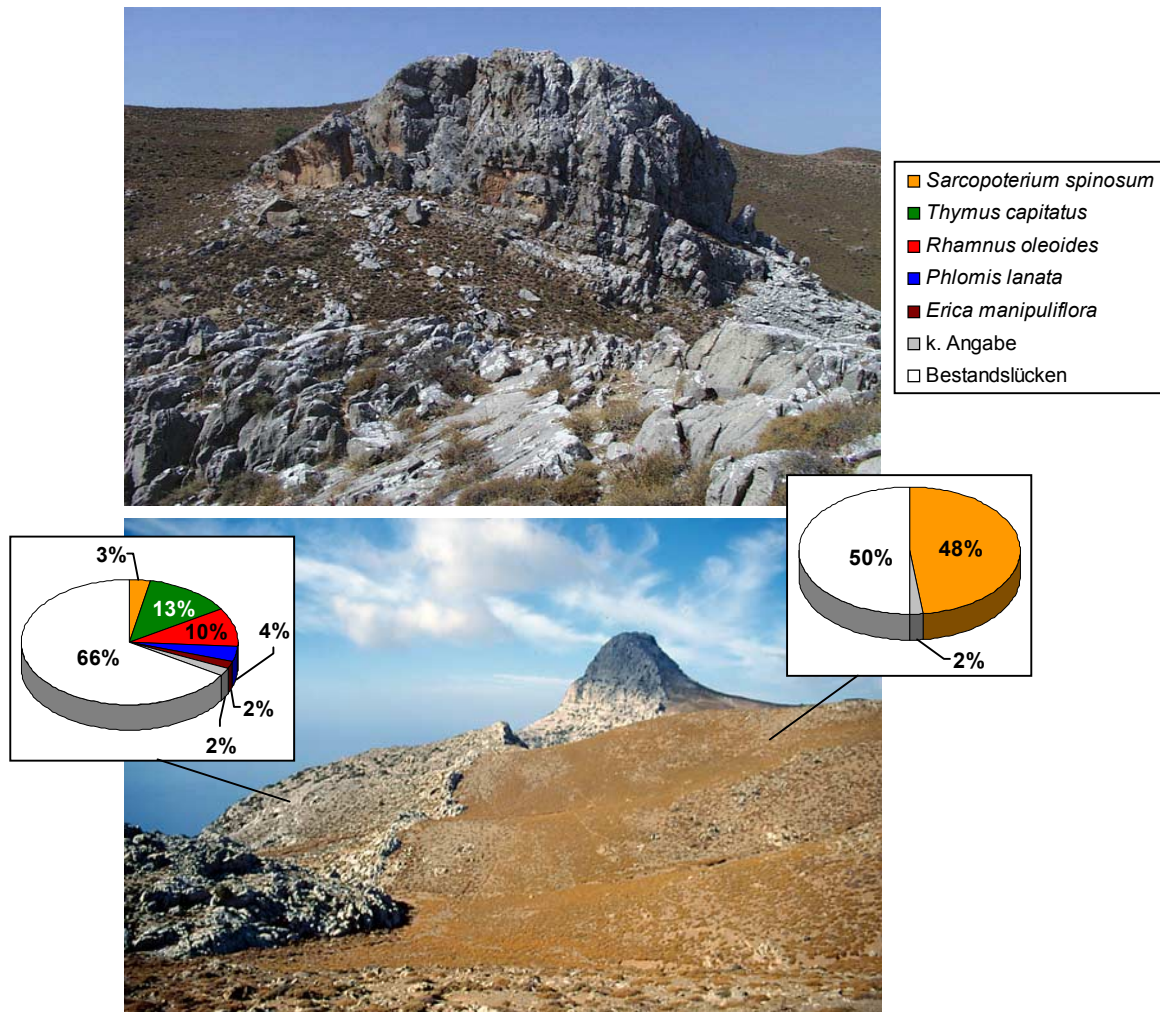 Sarcopoterium spinosum
Thymus capitatus
Rhamnus oleoides
Phlomis lanata
Erica manipuliflora
k. Angabe
Bestandslücken
50%
48%
2%
3%
13%
10%
4%
66%
2%
2%